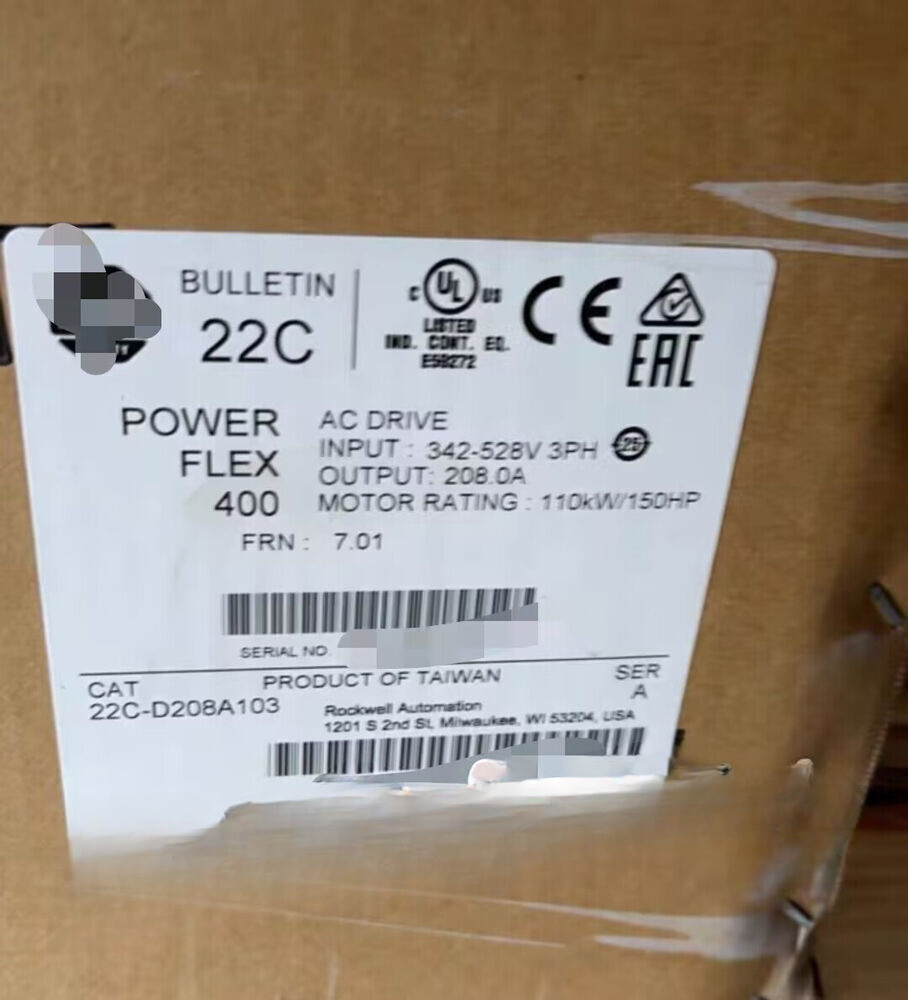 BULLETIN
22C
C UL US
LISTED
IND. CONT. EQ.
E58272
CE
EAC
POWER
FLEX
400
AC DRIVE
INPUT : 342-528V 3PH
25
OUTPUT: 208.0A
MOTOR RATING : 110kW/150HP
FRN : 7.01
SERIAL NO.
CAT
22C-D208A103
PRODUCT OF TAIWAN
SER
A
Rockwell Automation
1201 S 2nd St, Milwaukee, WI 53204, USA